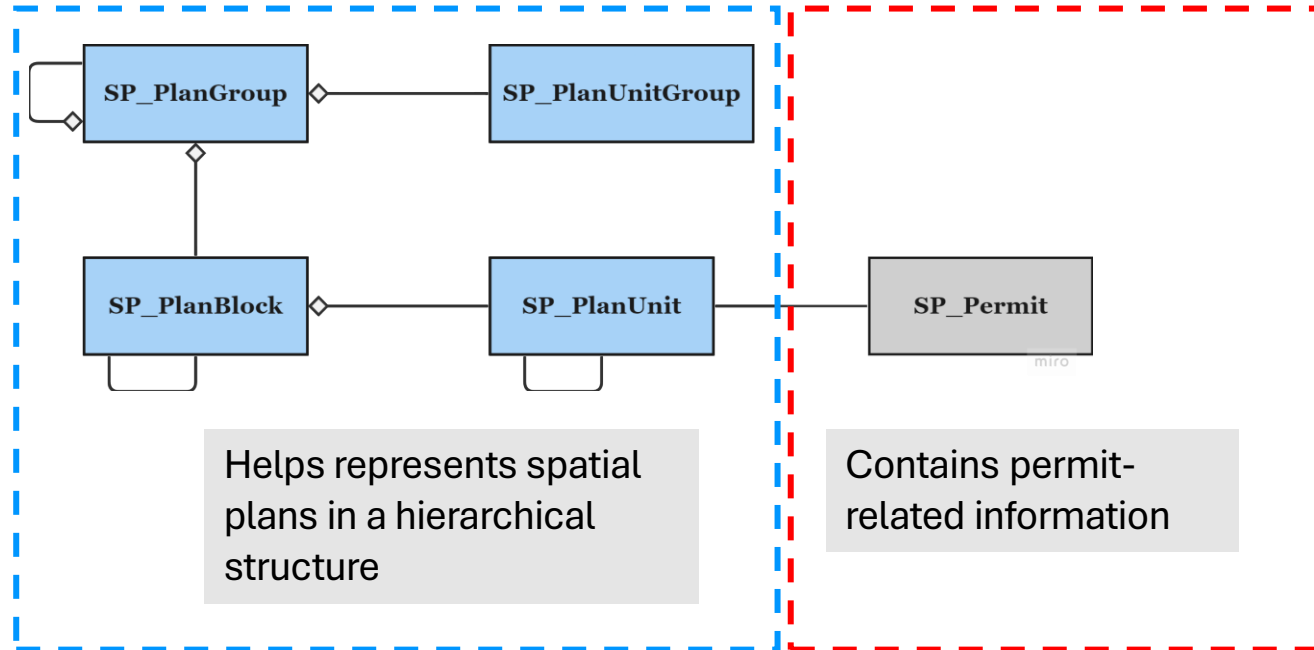 SP_PlanGroup
SP_PlanUnitGroup
SP_PlanBlock
SP_PlanUnit
SP_Permit
miro
Helps represents spatial
plans in a hierarchical
structure
Contains permit-
related information